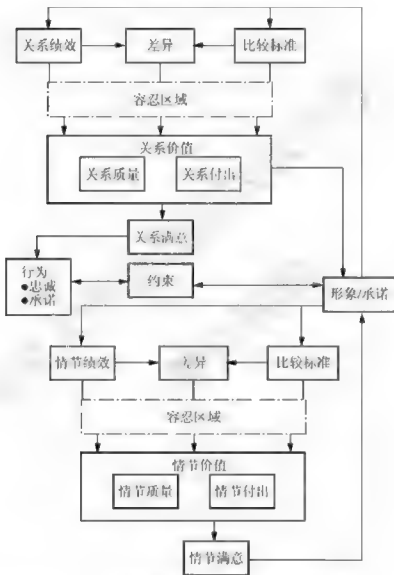 关系绩效 差异 比较标准
容忍区域
关系价值
关系质量 关系付出
关系满意
行为
●忠诚
●承诺
约束
形象/承诺
情节绩效 差异 比较标准
容忍区域
情节价值
情节质量 情节付出
情节满意